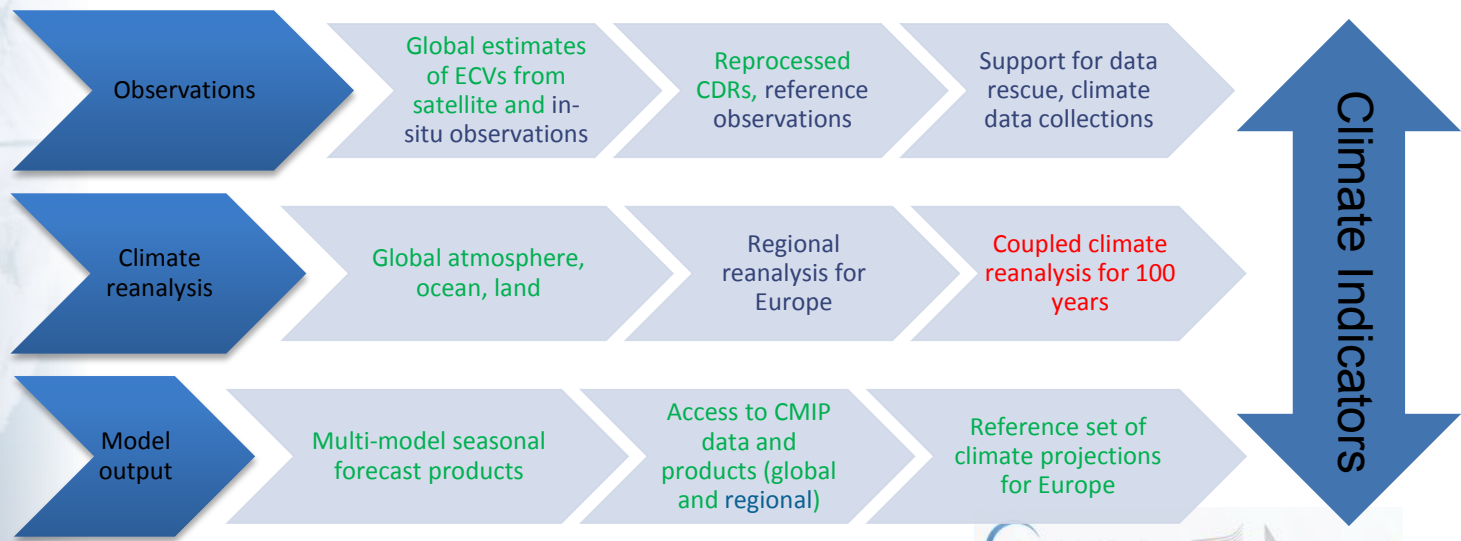 Observations
Global estimates
of ECVs from
satellite and in-
situ observations
Reprocessed
CDRs, reference
observations
Support for data
rescue, climate
data collections
Climate
reanalysis
Global atmosphere,
ocean, land
Regional
reanalysis for
Europe
Coupled climate
reanalysis for 100
years
Model
output
Multi-model seasonal
forecast products
Access to CMIP
data and
products (global
and regional)
Reference set of
climate projections
for Europe
Climate Indicators